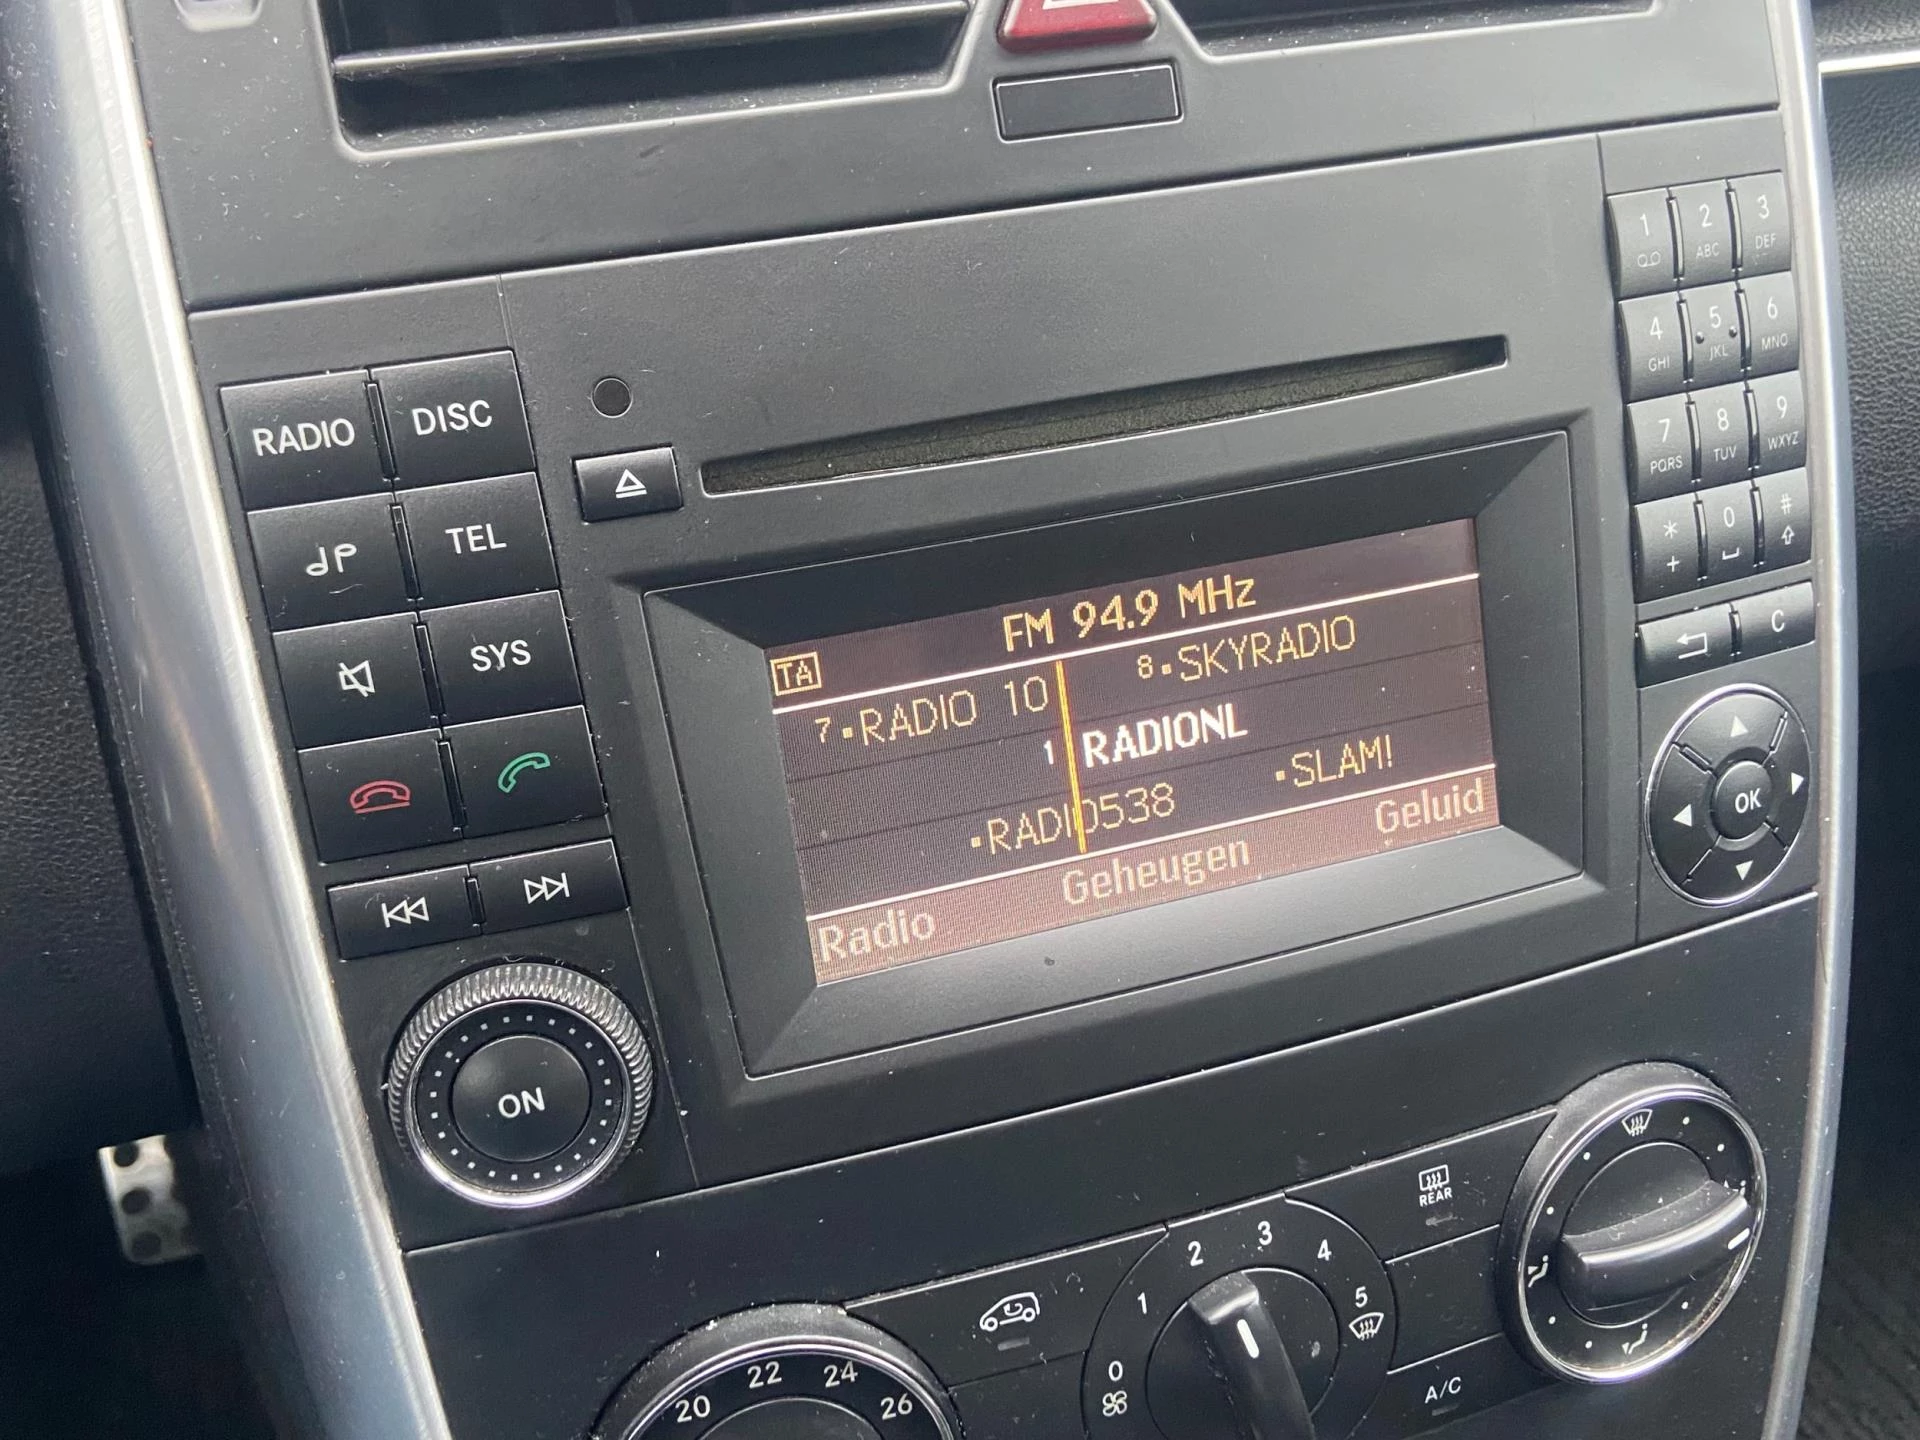 RADIO DISC
TEL
SYS
ON
TA FM 94.9 MHz
7 RADIO 10 8 SKYRADIO
1 RADIONL
RADIO538 SLAM!
Radio Geheugen Geluid
1 2 ABC 3 DEF
4 GHI 5 JKL 6 MNO
7 PQRS 8 TUV 9 WXYZ
* + 0 #
C
OK
REAR
0 1 2 3 4 5
A/C
20 22 24 26